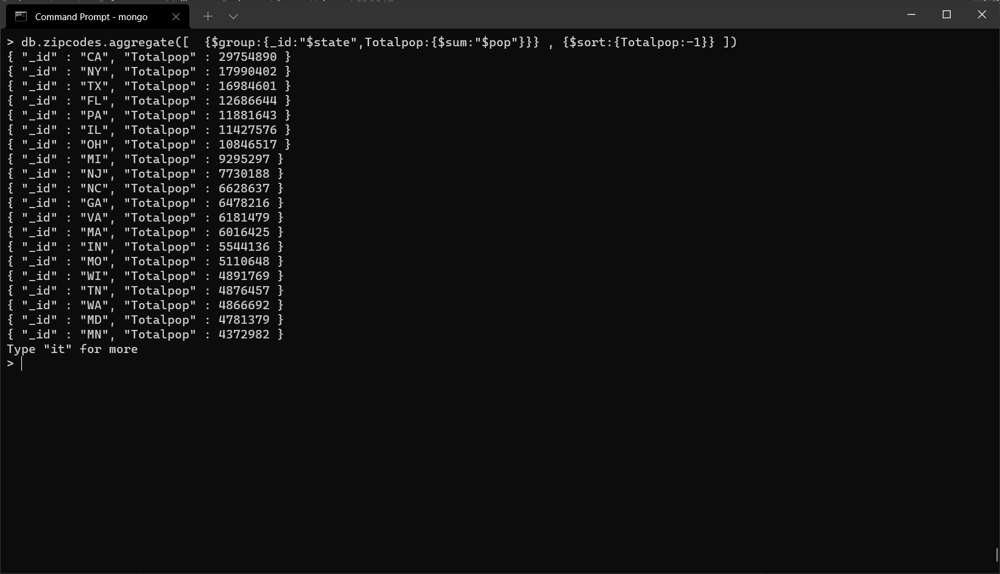 Command Prompt - mongo
> db.zipcodes.aggregate([  {$group:{_id:"$state",Totalpop:{$sum:"$pop"}}} , {$sort:{Totalpop:-1}} ])
{ "_id" : "CA", "Totalpop" : 29754890 }
{ "_id" : "NY", "Totalpop" : 17990402 }
{ "_id" : "TX", "Totalpop" : 16984601 }
{ "_id" : "FL", "Totalpop" : 12686644 }
{ "_id" : "PA", "Totalpop" : 11881643 }
{ "_id" : "IL", "Totalpop" : 11427576 }
{ "_id" : "OH", "Totalpop" : 10846517 }
{ "_id" : "MI", "Totalpop" : 9295297 }
{ "_id" : "NJ", "Totalpop" : 7730188 }
{ "_id" : "NC", "Totalpop" : 6628637 }
{ "_id" : "GA", "Totalpop" : 6478216 }
{ "_id" : "VA", "Totalpop" : 6181479 }
{ "_id" : "MA", "Totalpop" : 6016425 }
{ "_id" : "IN", "Totalpop" : 5544136 }
{ "_id" : "MO", "Totalpop" : 5110648 }
{ "_id" : "WI", "Totalpop" : 4891769 }
{ "_id" : "TN", "Totalpop" : 4876457 }
{ "_id" : "WA", "Totalpop" : 4866692 }
{ "_id" : "MD", "Totalpop" : 4781379 }
{ "_id" : "MN", "Totalpop" : 4372982 }
Type "it" for more
>